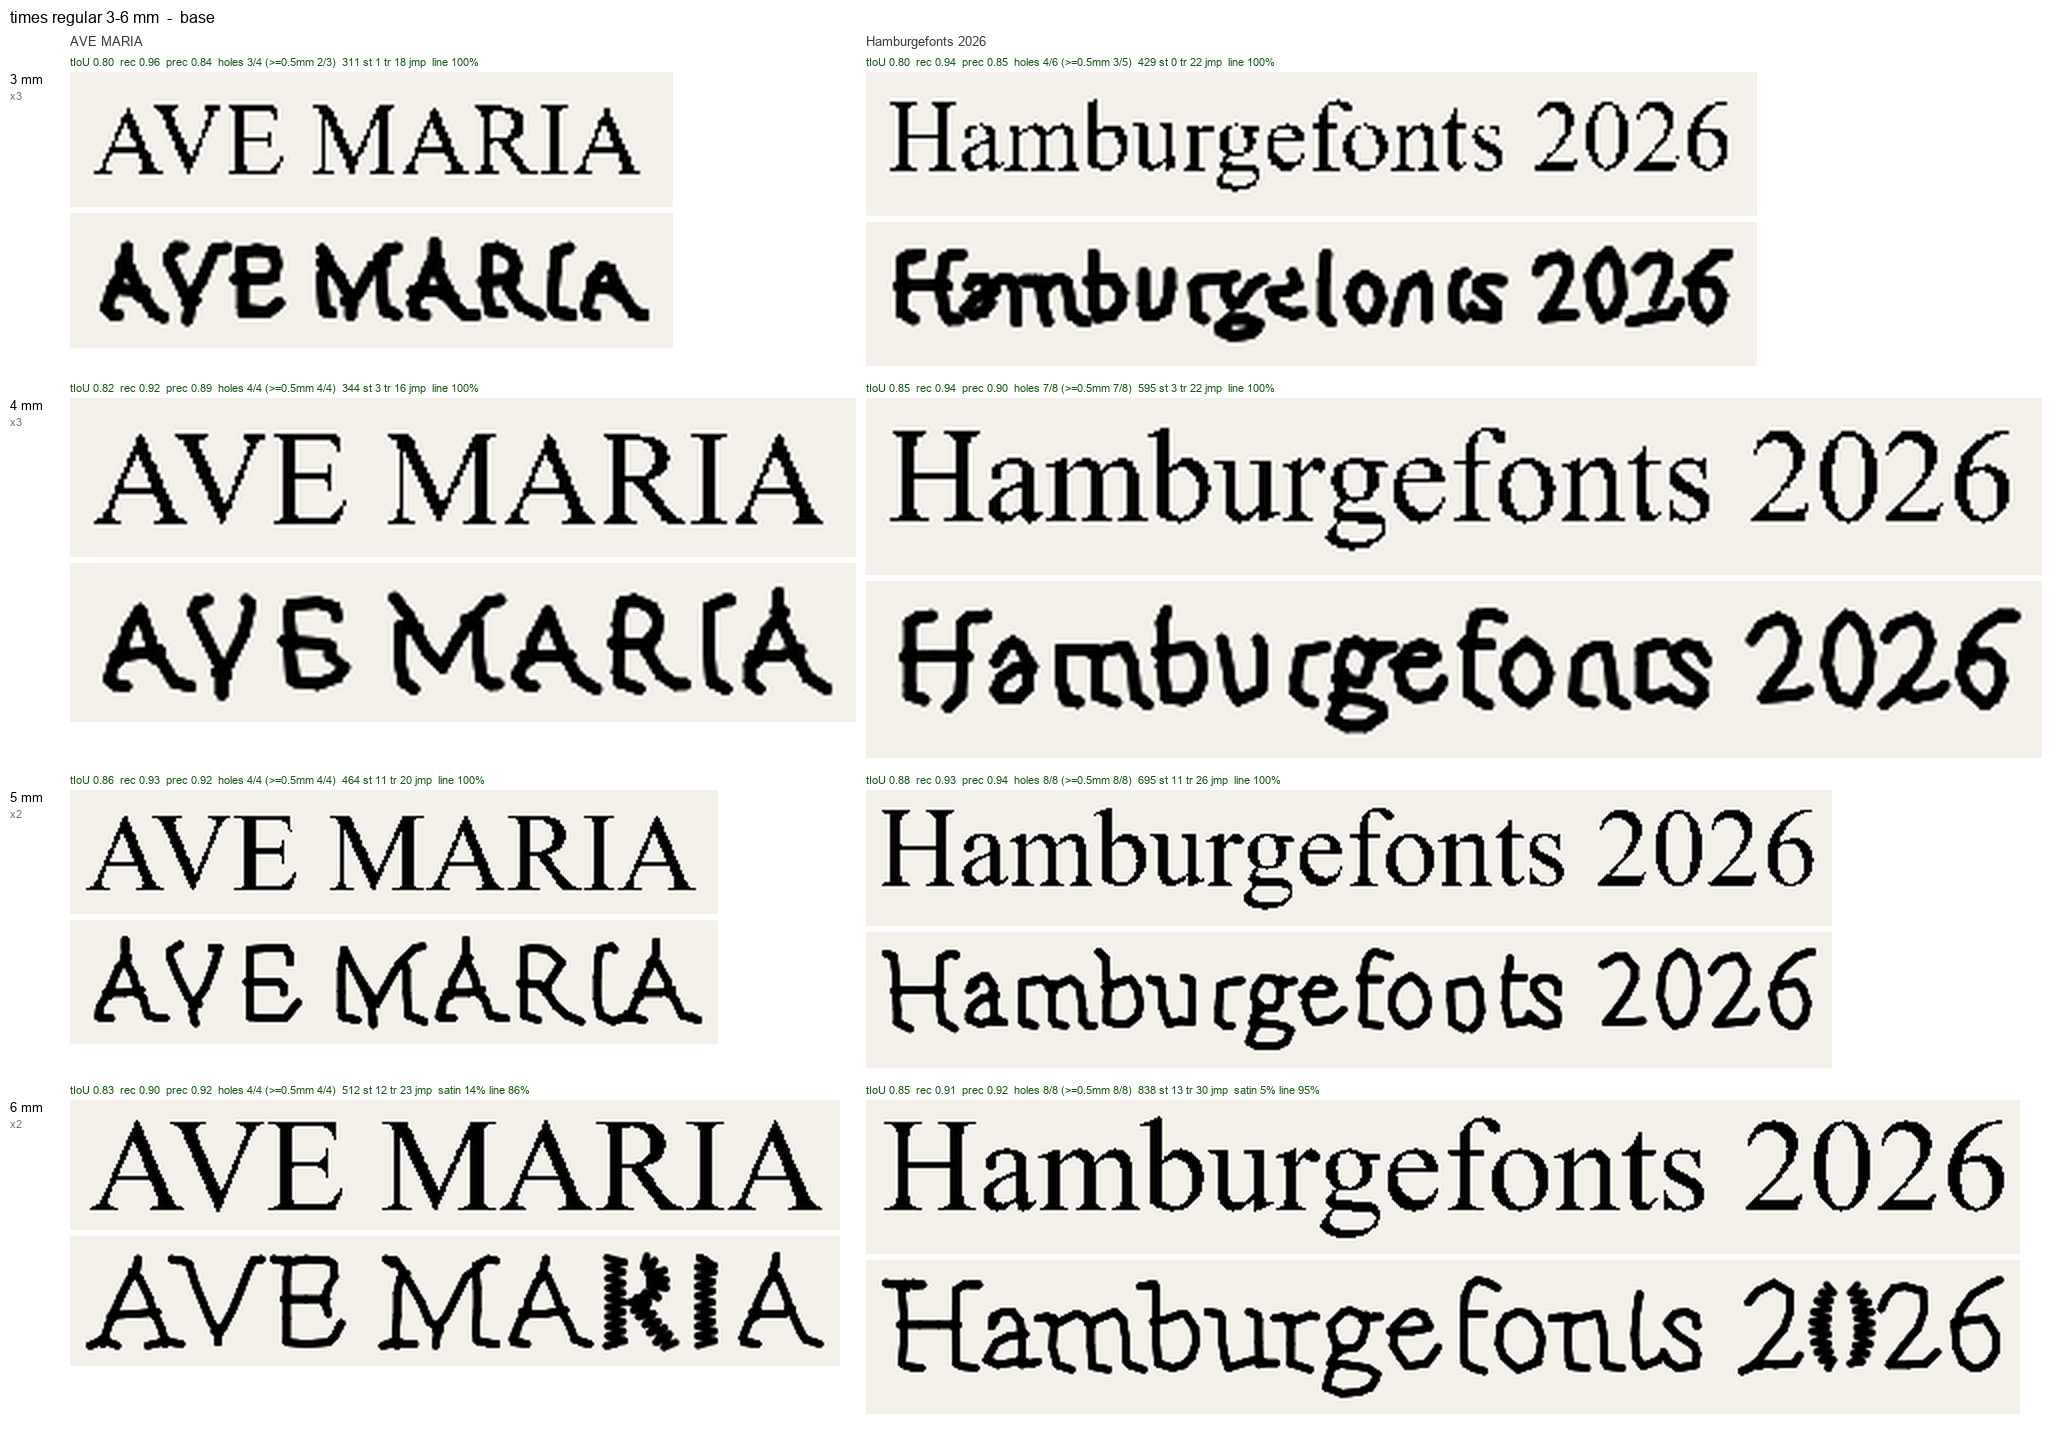 times regular 3-6 mm - base
AVE MARIA
Hamburgefonts 2026
tIoU 0.80 rec 0.96 prec 0.84 holes 3/4 (>=0.5mm 2/3) 311 st 1 tr 18 jmp line 100%
tIoU 0.80 rec 0.94 prec 0.85 holes 4/6 (>=0.5mm 3/5) 429 st 0 tr 22 jmp line 100%
3 mm
x3
AVE MARIA
Hamburgefonts 2026
AVE MARIA
Hamburgefonts 2026
tIoU 0.82 rec 0.92 prec 0.89 holes 4/4 (>=0.5mm 4/4) 344 st 3 tr 16 jmp line 100%
tIoU 0.85 rec 0.94 prec 0.90 holes 7/8 (>=0.5mm 7/8) 595 st 3 tr 22 jmp line 100%
4 mm
x3
AVE MARIA
Hamburgefonts 2026
AVE MARIA
Hamburgefonts 2026
tIoU 0.86 rec 0.93 prec 0.92 holes 4/4 (>=0.5mm 4/4) 464 st 11 tr 20 jmp line 100%
tIoU 0.88 rec 0.93 prec 0.94 holes 8/8 (>=0.5mm 8/8) 695 st 11 tr 26 jmp line 100%
5 mm
x2
AVE MARIA
Hamburgefonts 2026
AVE MARIA
Hamburgefonts 2026
tIoU 0.83 rec 0.90 prec 0.92 holes 4/4 (>=0.5mm 4/4) 512 st 12 tr 23 jmp satin 14% line 86%
tIoU 0.85 rec 0.91 prec 0.92 holes 8/8 (>=0.5mm 8/8) 838 st 13 tr 30 jmp satin 5% line 95%
6 mm
x2
AVE MARIA
Hamburgefonts 2026
AVE MARIA
Hamburgefonts 2026